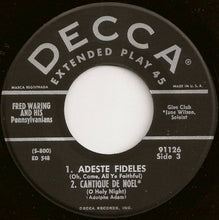 DECCA
EXTENDED PLAY 45
MARCA REGISTRADA
MADE IN U.S.A.
FRED WARING
AND HIS
Pennsylvanians
Glee Club
*Jane Wilson,
Soloist
(S-800)
ED 548
91126
Side 3
1. ADESTE FIDELES
(Oh, Come, All Ye Faithful)
2. CANTIQUE DE NOEL*
(O Holy Night)
-Adolphe Adam-
DECCA RECORDS, INC.